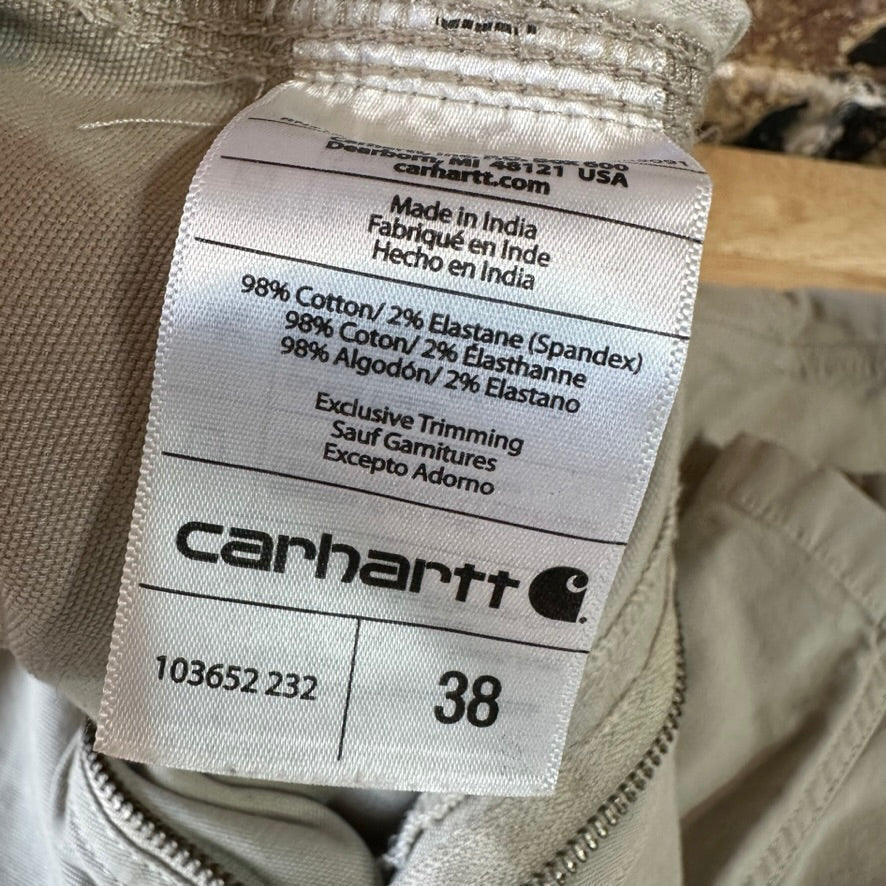 Dearborn, MI 48121 USA
carhartt.com
Made in India
Fabriqué en Inde
Hecho en India
98% Cotton/ 2% Elastane (Spandex)
98% Coton/ 2% Élasthanne
98% Algodón/ 2% Elastano
Exclusive Trimming
Sauf Garnitures
Excepto Adorno
carhartt
103652 232
38